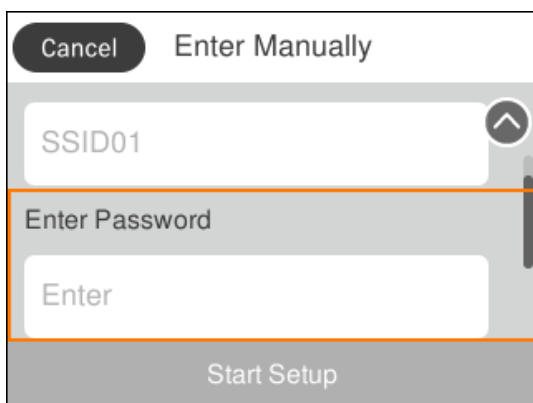 Cancel Enter Manually
SSID01
Enter Password
Enter
Start Setup